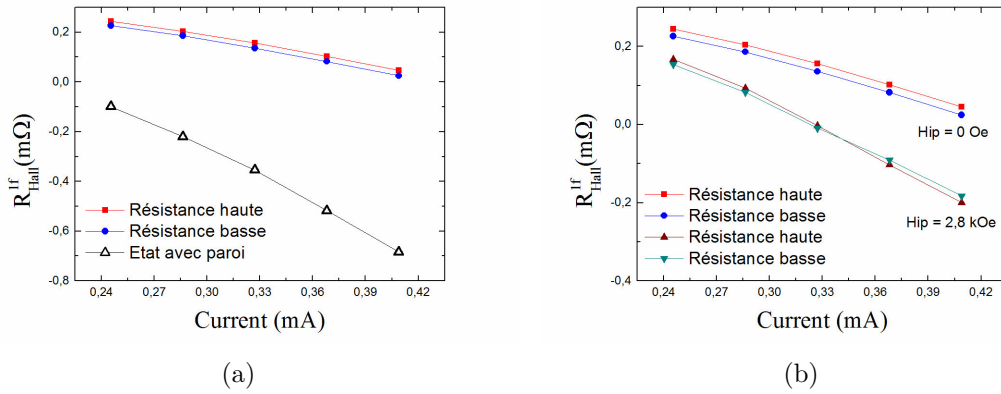 0,2
0,0
-0,2
-0,4
-0,6
-0,8
R^{1f}_{Hall}(mΩ)
Résistance haute
Résistance basse
Etat avec paroi
0,24 0,27 0,30 0,33 0,36 0,39 0,42
Current (mA)
(a)
0,4
0,2
0,0
-0,2
-0,4
R^{1f}_{Hall}(mΩ)
Hip = 0 Oe
Résistance haute
Résistance basse
Résistance haute
Résistance basse
Hip = 2,8 kOe
0,24 0,27 0,30 0,33 0,36 0,39 0,42
Current (mA)
(b)